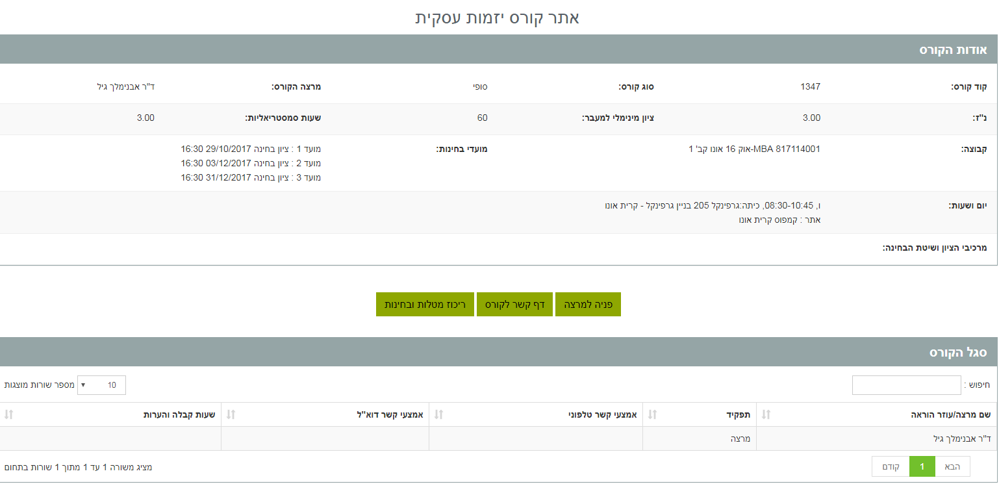 אתר קורס יזמות עסקית
אודות הקורס
קוד קורס: 1347 סוג קורס: סופי מרצה הקורס: ד"ר אבנימלך גיל
נ"ז: 3.00 ציון מינימלי למעבר: 60 שעות סמסטריאליות: 3.00
קבוצה: 817114001 MBA-אוק 16 אונו קב' 1 מועדי בחינות: מועד 1 : ציון בחינה 29/10/2017 16:30
מועד 2 : ציון בחינה 03/12/2017 16:30
מועד 3 : ציון בחינה 31/12/2017 16:30
יום ושעות: ו, 08:30-10:45, כיתה:גרפינקל 205 בניין גרפינקל - קרית אונו
אתר : קמפוס קרית אונו
מרכיבי הציון ושיטת הבחינה:
פניה למרצה דף קשר לקורס ריכוז מטלות ובחינות
סגל הקורס
חיפוש : 10 מספר שורות מוצגות
שם מרצה/עוזר הוראה תפקיד אמצעי קשר טלפוני אמצעי קשר דוא"ל שעות קבלה והערות
ד"ר אבנימלך גיל מרצה
הבא 1 קודם מציג משורה 1 עד 1 מתוך 1 שורות בתחום